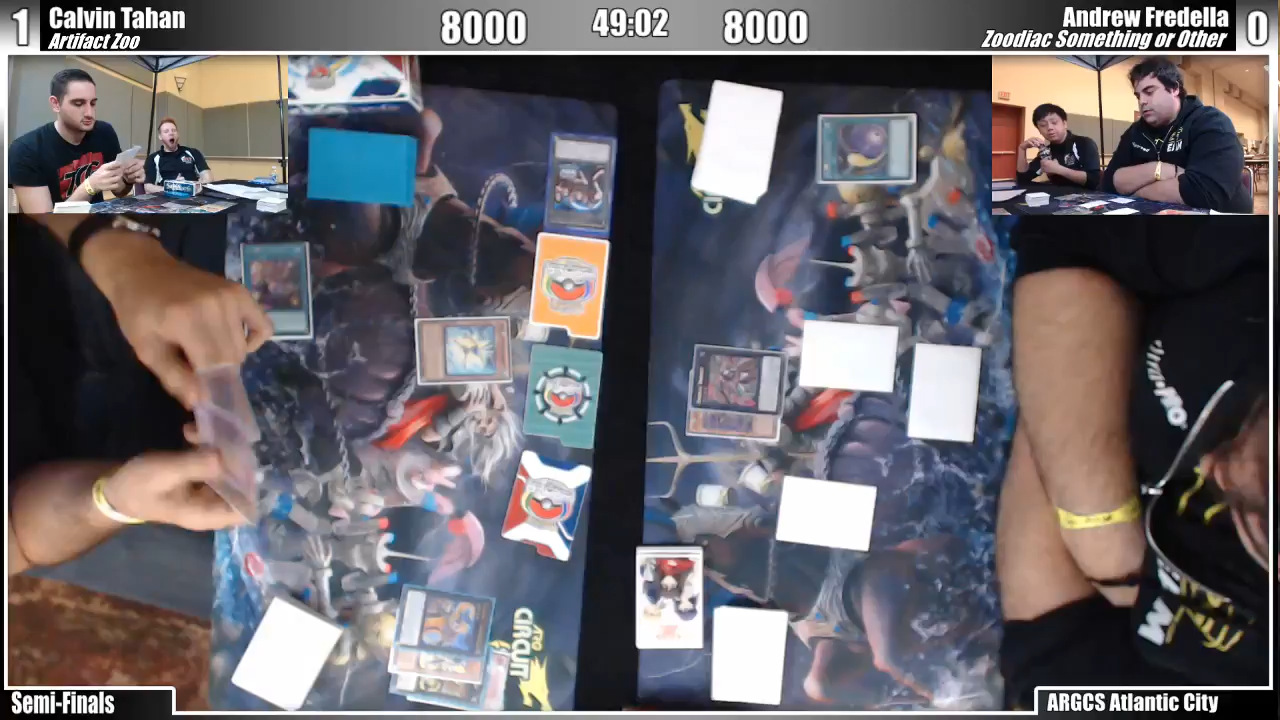 1 Calvin Tahan
Artifact Zoo
8000 49:02 8000
Andrew Fredella 0
Zoodiac Something or Other
CIRCUIT
Semi-Finals
ARGCS Atlantic City